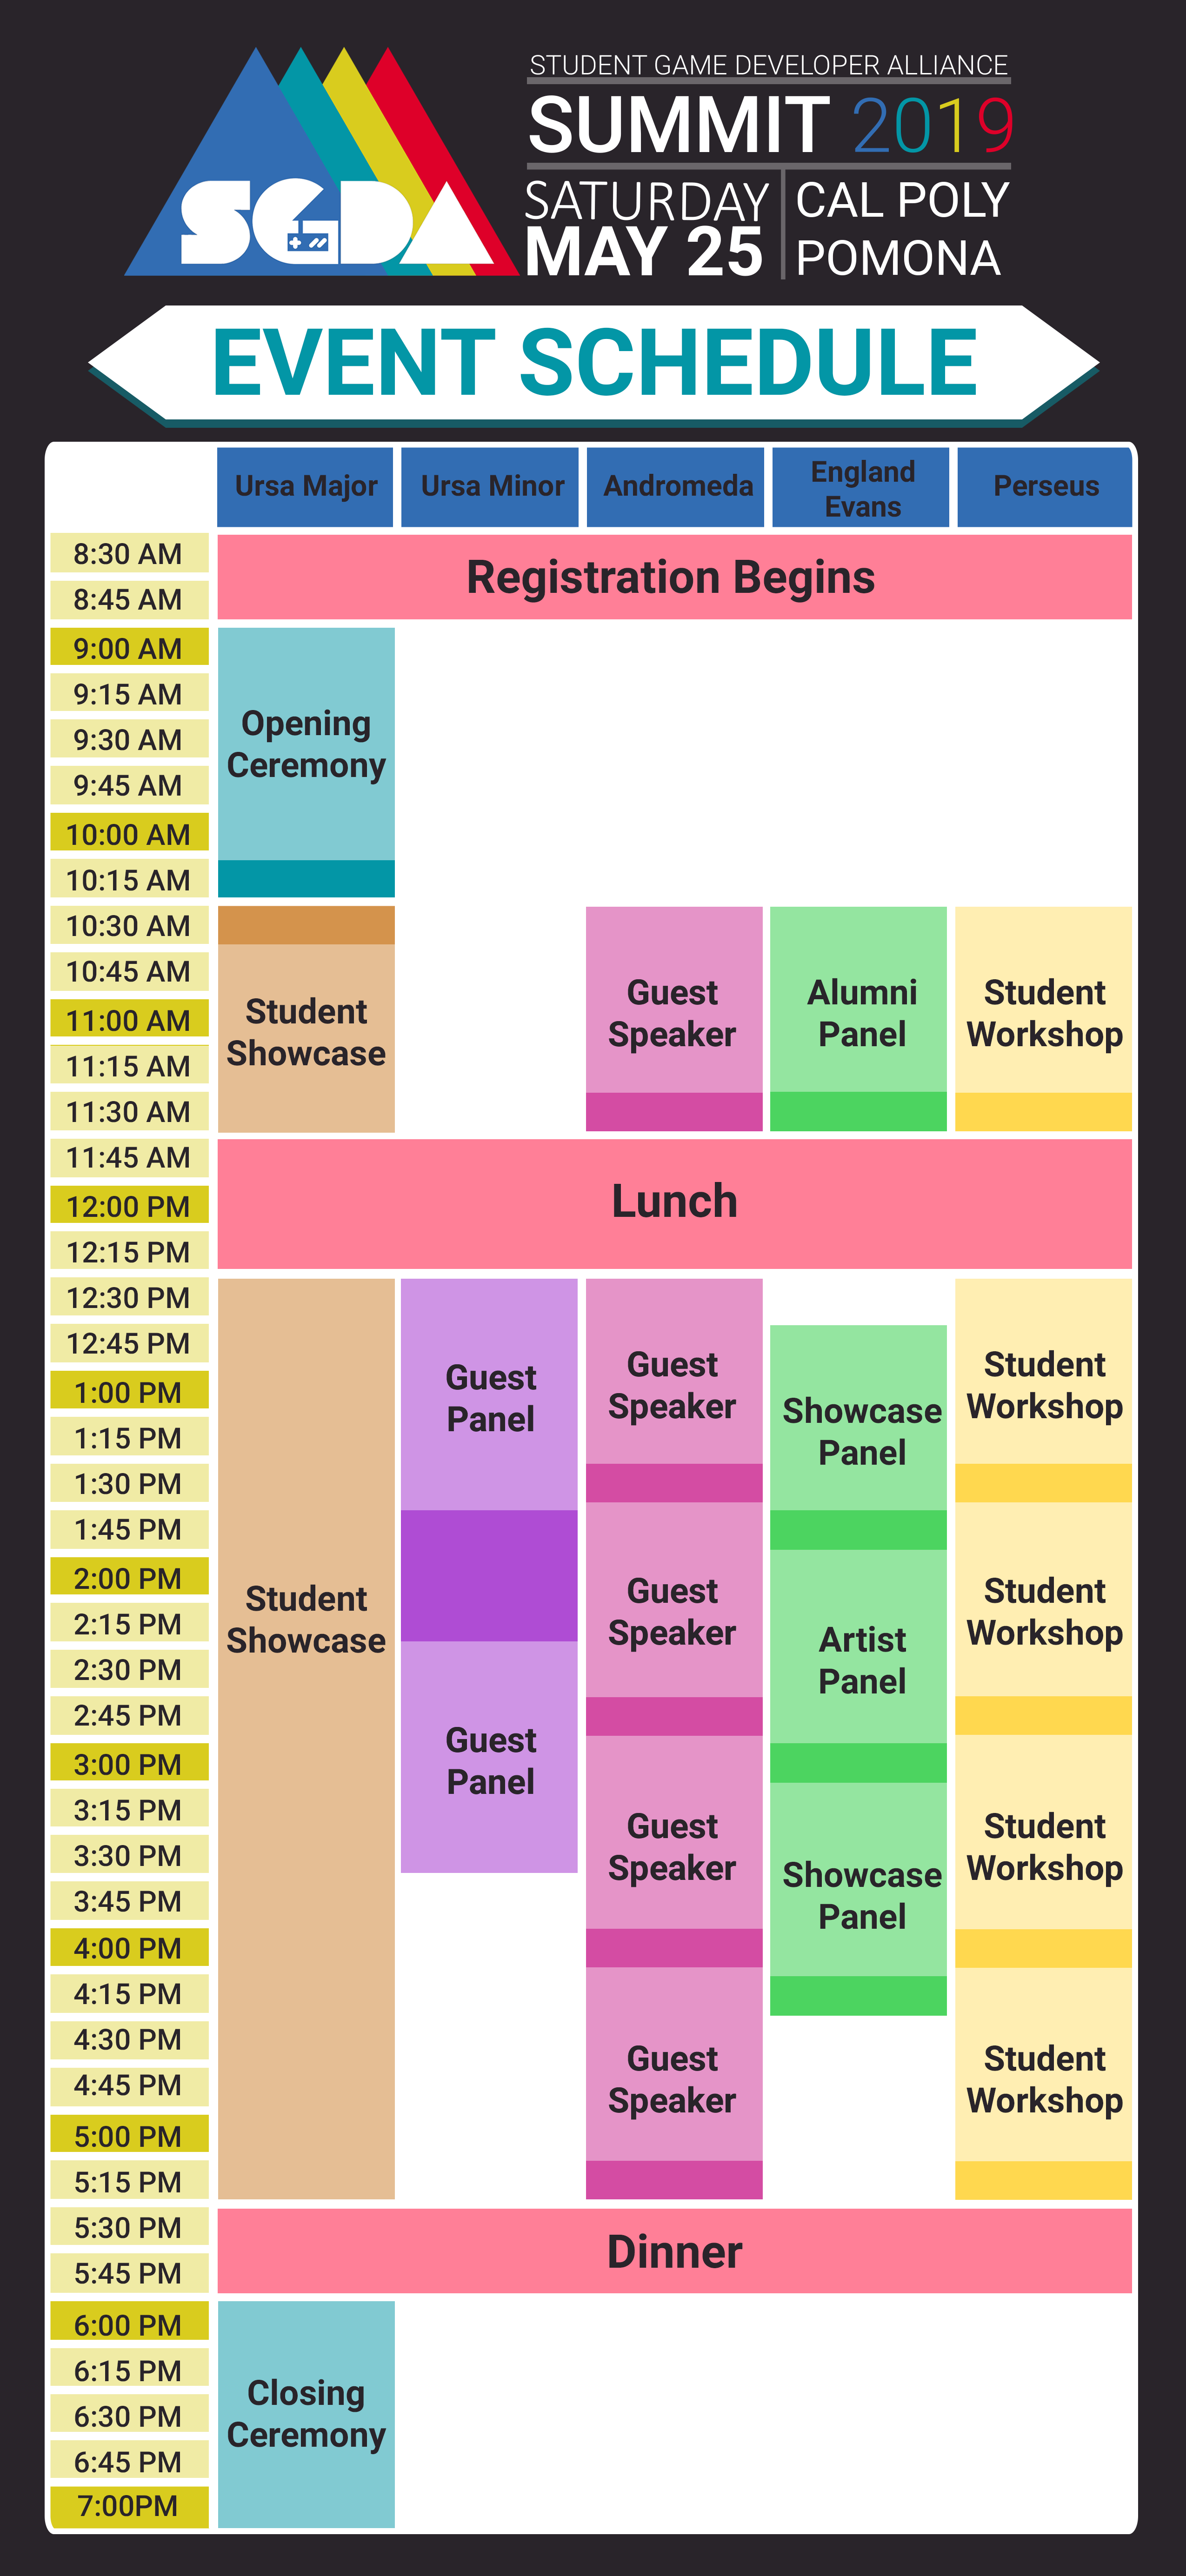 SGDA
STUDENT GAME DEVELOPER ALLIANCE
SUMMIT 2019
SATURDAY
MAY 25
CAL POLY
POMONA
EVENT SCHEDULE
Ursa Major
Ursa Minor
Andromeda
England
Evans
Perseus
8:30 AM
Registration Begins
8:45 AM
9:00 AM
9:15 AM
Opening
Ceremony
9:30 AM
9:45 AM
10:00 AM
10:15 AM
10:30 AM
10:45 AM
Student
Showcase
Guest
Speaker
Alumni
Panel
Student
Workshop
11:00 AM
11:15 AM
11:30 AM
11:45 AM
Lunch
12:00 PM
12:15 PM
12:30 PM
12:45 PM
Guest
Panel
Guest
Speaker
Showcase
Panel
Student
Workshop
1:00 PM
1:15 PM
1:30 PM
1:45 PM
2:00 PM
Student
Showcase
Guest
Speaker
Artist
Panel
Student
Workshop
2:15 PM
2:30 PM
2:45 PM
Guest
Panel
3:00 PM
3:15 PM
Guest
Speaker
Showcase
Panel
Student
Workshop
3:30 PM
3:45 PM
4:00 PM
4:15 PM
4:30 PM
Guest
Speaker
Student
Workshop
4:45 PM
5:00 PM
5:15 PM
5:30 PM
Dinner
5:45 PM
6:00 PM
6:15 PM
Closing
Ceremony
6:30 PM
6:45 PM
7:00PM